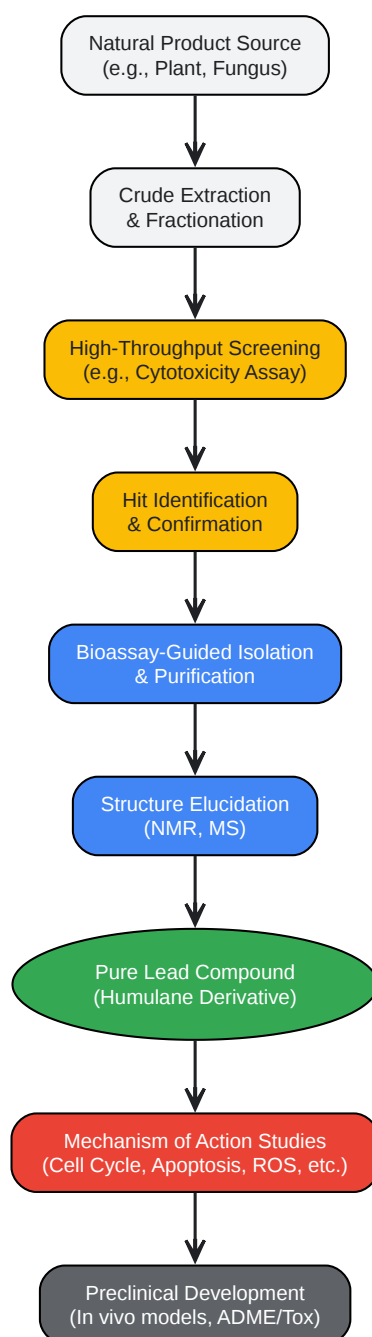 Natural Product Source
(e.g., Plant, Fungus)
Crude Extraction
& Fractionation
High-Throughput Screening
(e.g., Cytotoxicity Assay)
Hit Identification
& Confirmation
Bioassay-Guided Isolation
& Purification
Structure Elucidation
(NMR, MS)
Pure Lead Compound
(Humulane Derivative)
Mechanism of Action Studies
(Cell Cycle, Apoptosis, ROS, etc.)
Preclinical Development
(In vivo models, ADME/Tox)